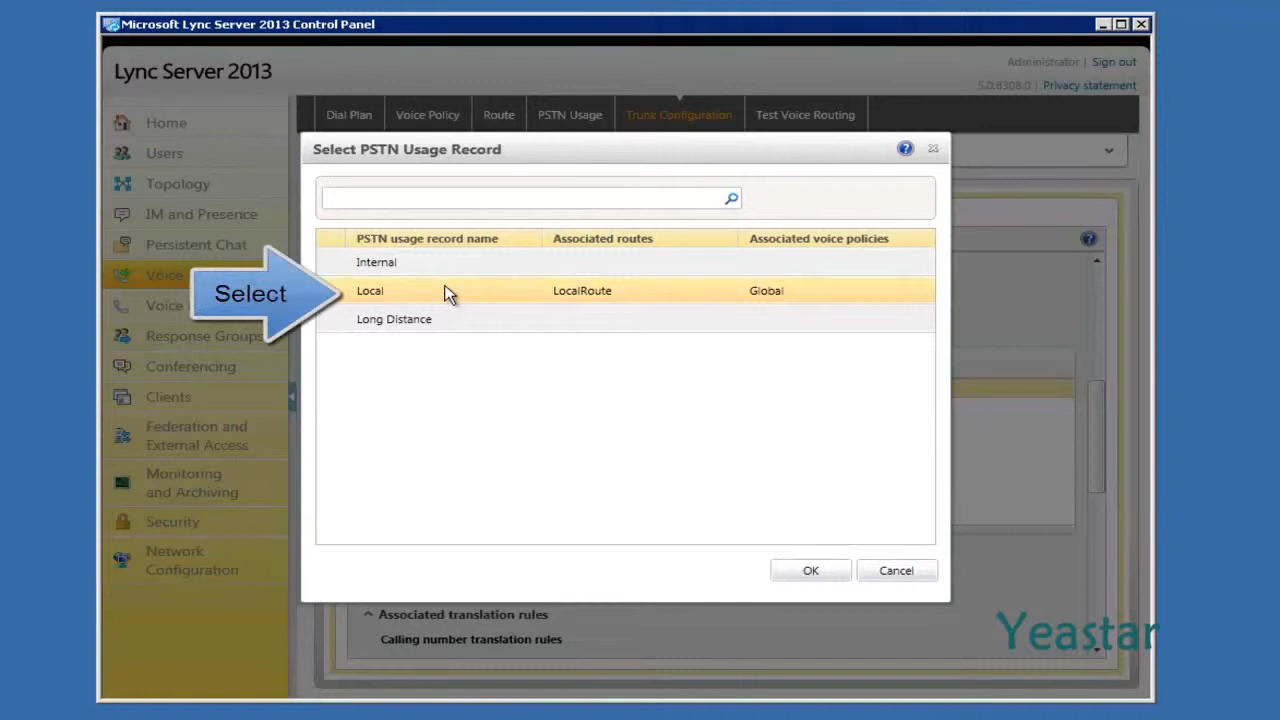 Microsoft Lync Server 2013 Control Panel
Lync Server 2013
Administrator | Sign out
5.0.8308.0 | Privacy statement
Home
Users
Topology
IM and Presence
Persistent Chat
Voice
Voice
Response Groups
Conferencing
Clients
Federation and
External Access
Monitoring
and Archiving
Security
Network
Configuration
Dial Plan Voice Policy Route PSTN Usage Trunk Configuration Test Voice Routing
Select PSTN Usage Record
PSTN usage record name Associated routes Associated voice policies
Internal
Local LocalRoute Global
Long Distance
Select
OK Cancel
Associated translation rules
Calling number translation rules
Yeastar